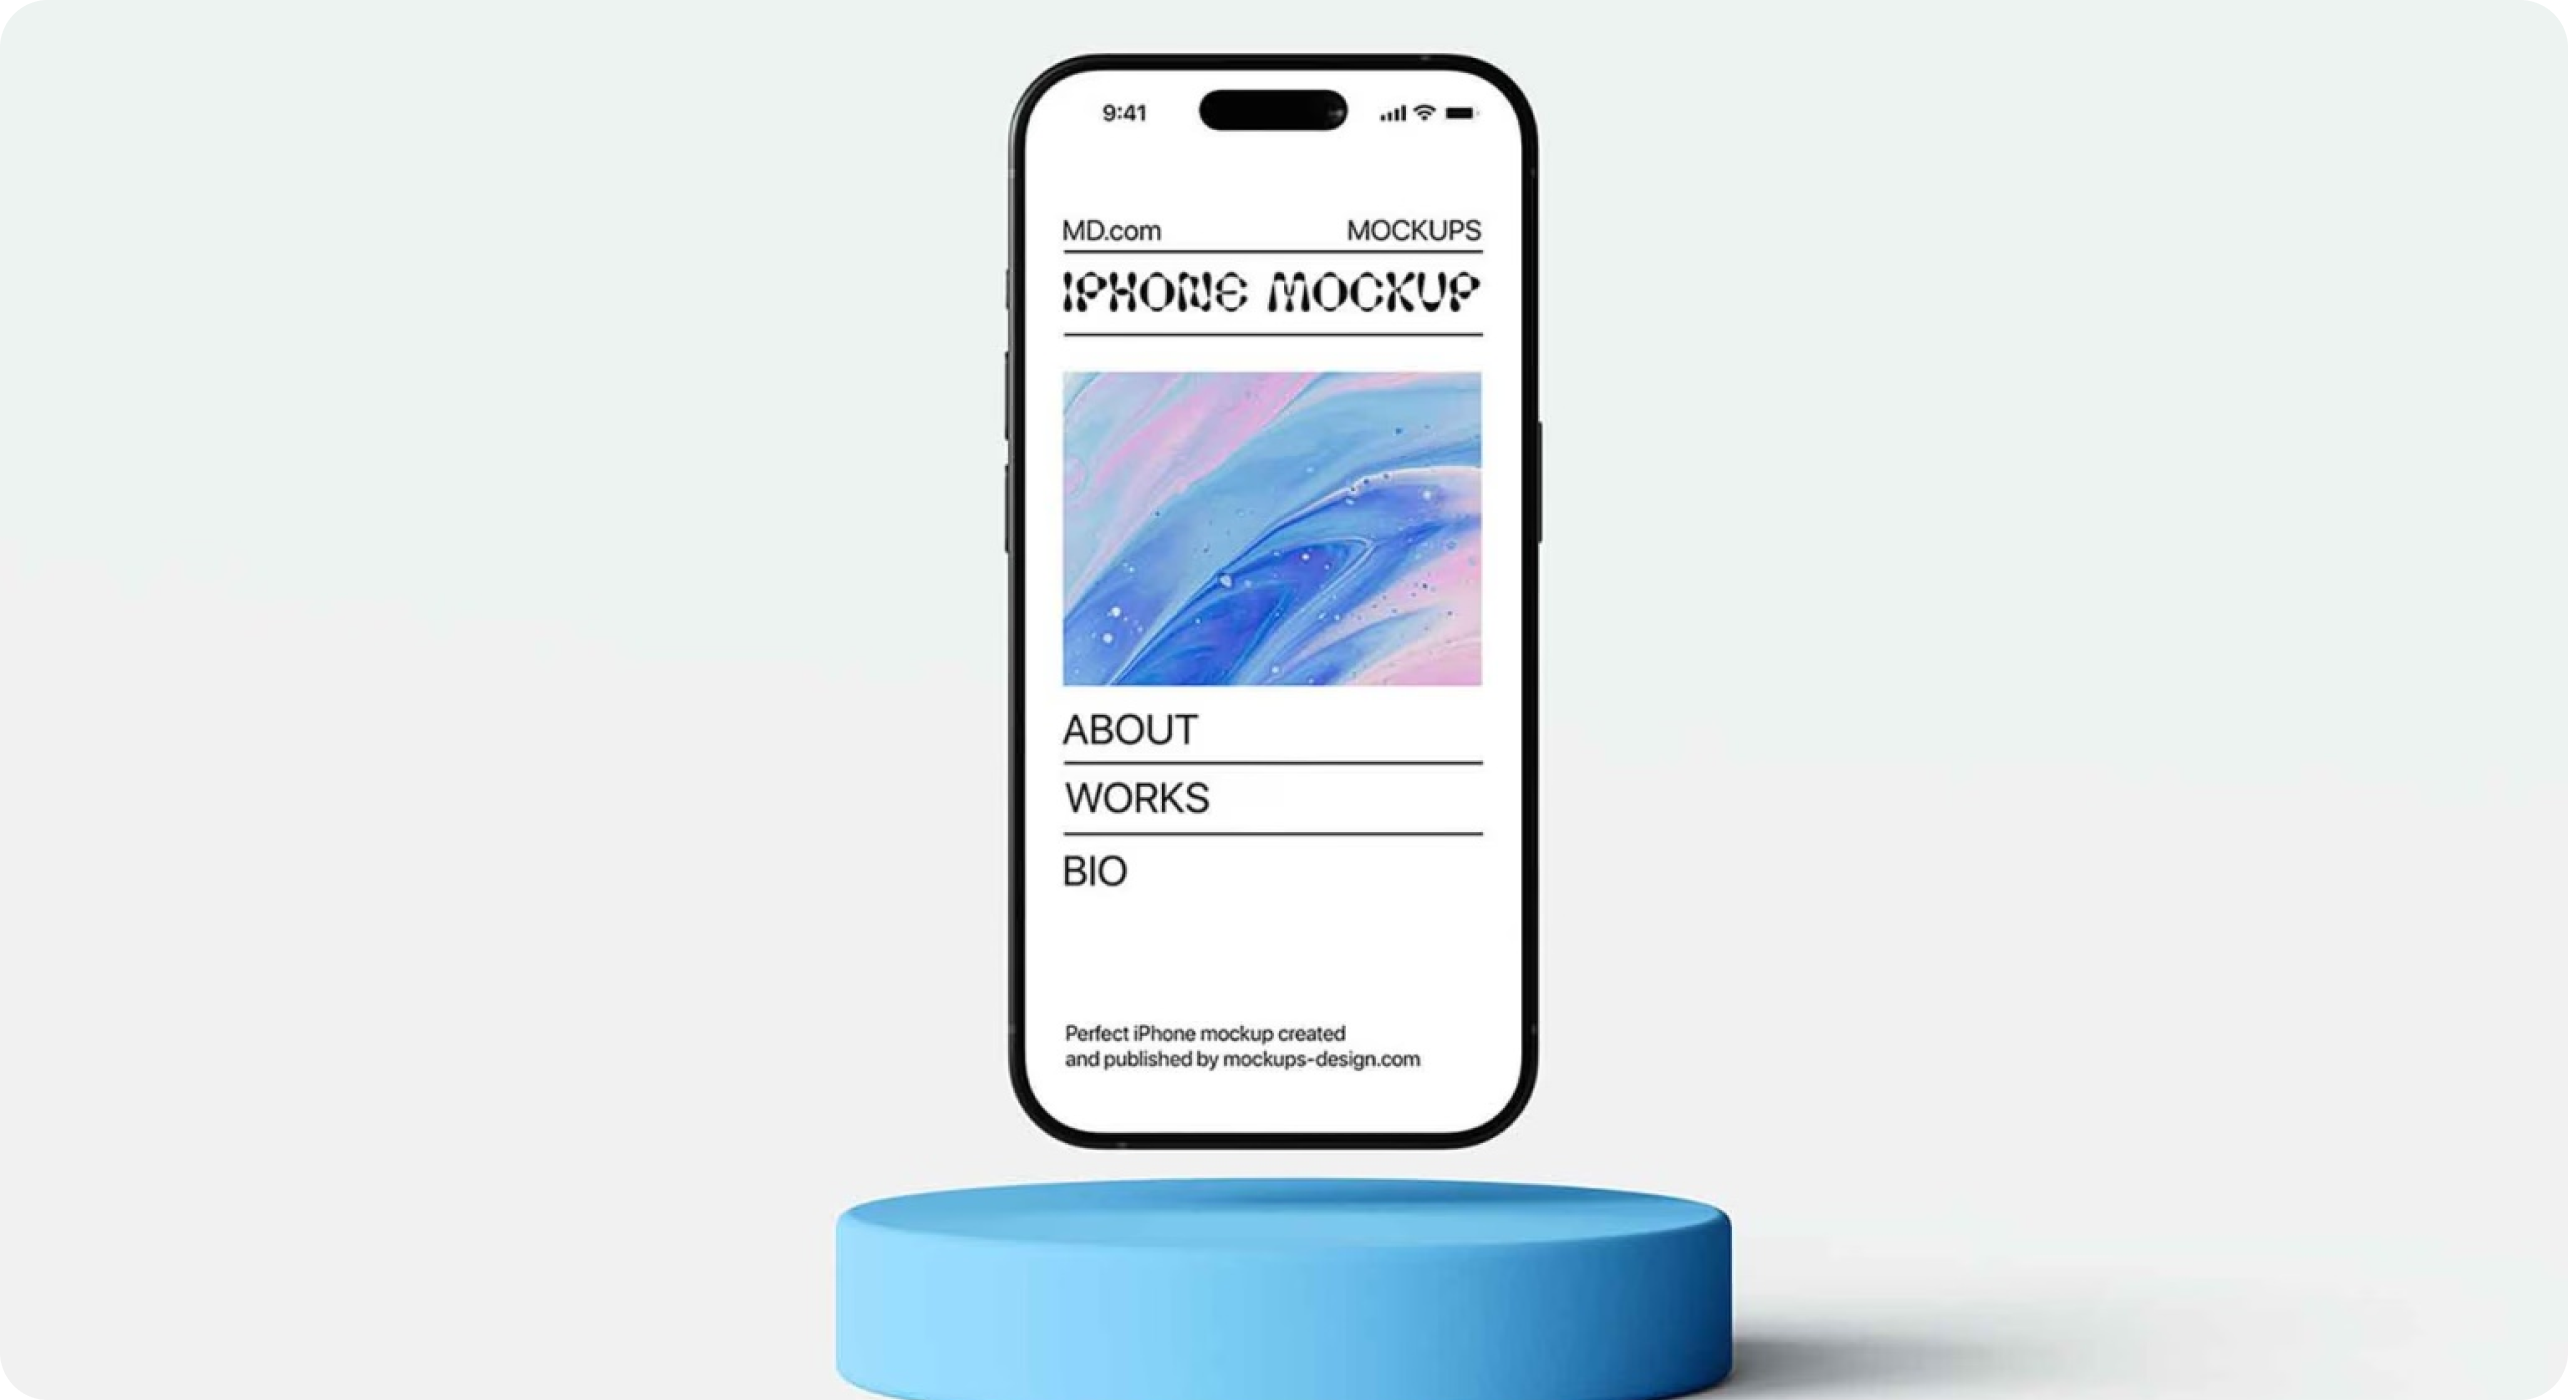 9:41
MD.com MOCKUPS
IPHONE MOCKUP
ABOUT
WORKS
BIO
Perfect iPhone mockup created
and published by mockups-design.com